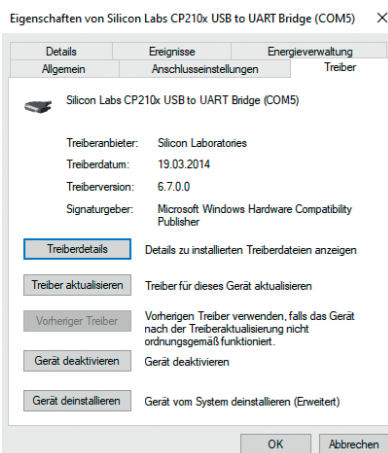 Eigenschaften von Silicon Labs CP210x USB to UART Bridge (COM5)
Details Ereignisse Energieverwaltung
Allgemein Anschlusseinstellungen Treiber
Silicon Labs CP210x USB to UART Bridge (COM5)
Treiberanbieter: Silicon Laboratories
Treiberdatum: 19.03.2014
Treiberversion: 6.7.0.0
Signaturgeber: Microsoft Windows Hardware Compatibility
Publisher
Treiberdetails Details zu installierten Treiberdateien anzeigen
Treiber aktualisieren Treiber für dieses Gerät aktualisieren
Vorheriger Treiber Vorherigen Treiber verwenden, falls das Gerät
nach der Treiberaktualisierung nicht
ordnungsgemäß funktioniert.
Gerät deaktivieren Gerät deaktivieren
Gerät deinstallieren Gerät vom System deinstallieren (Erweitert)
OK Abbrechen